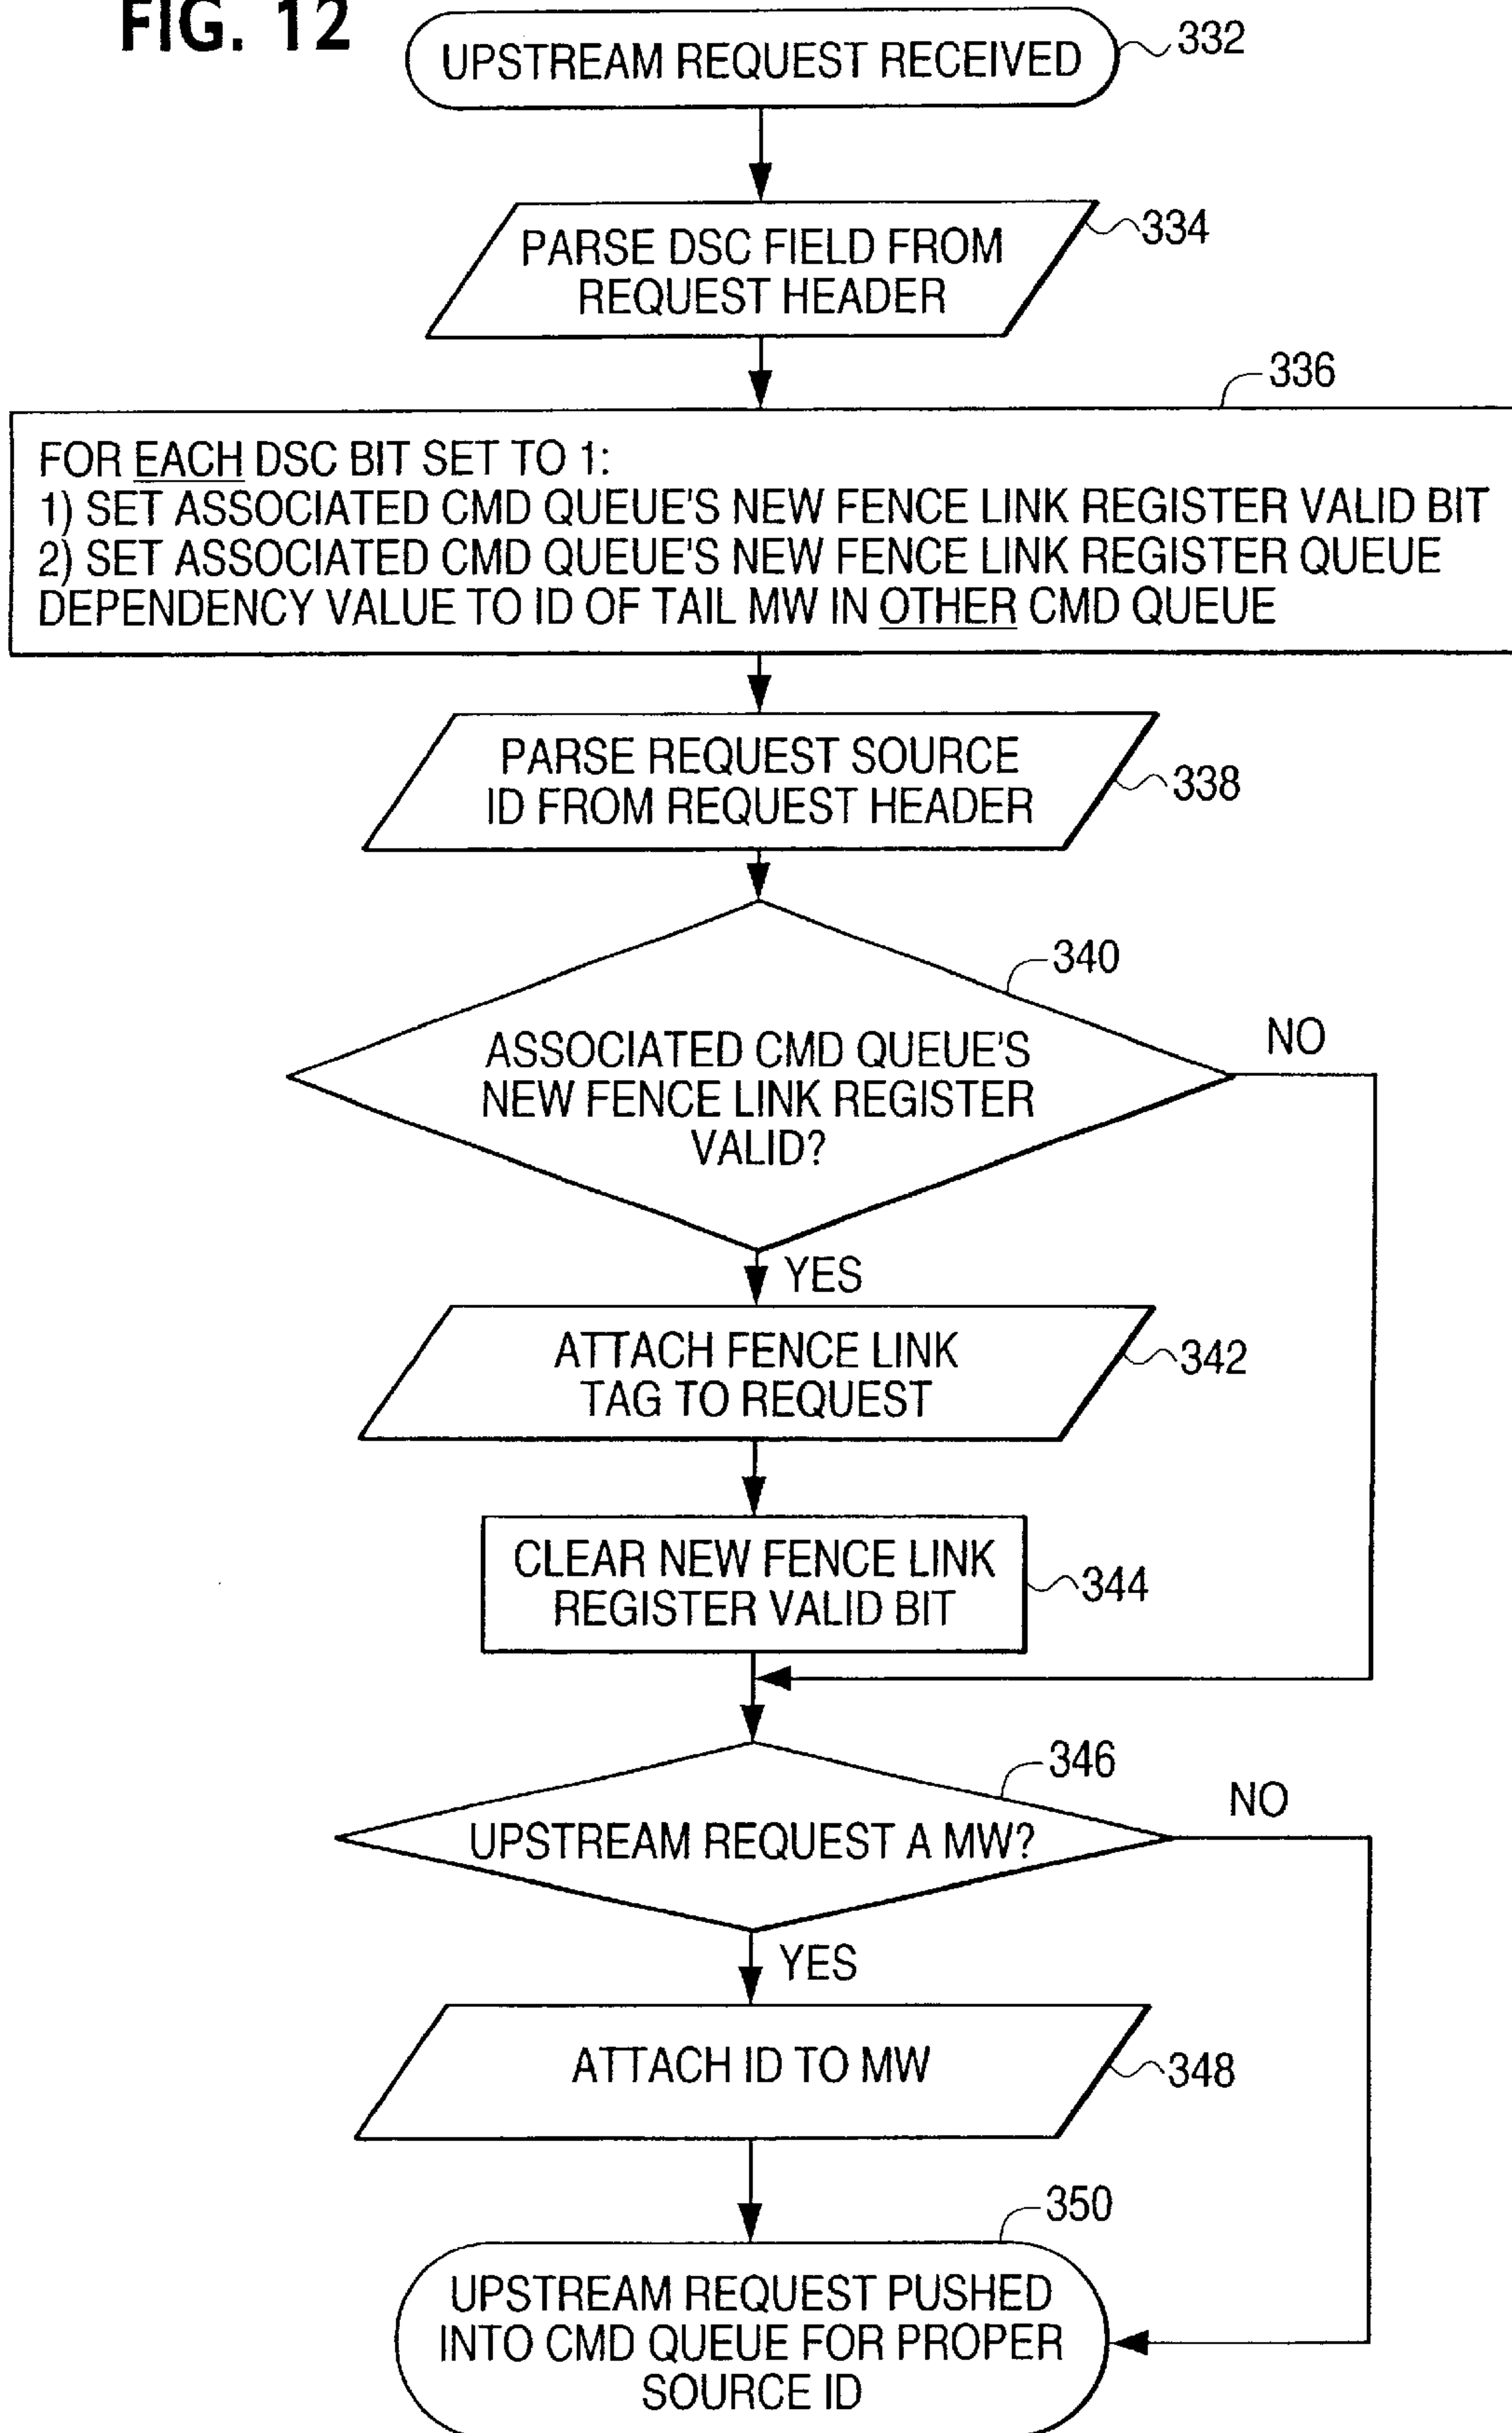 FIG. 12
UPSTREAM REQUEST RECEIVED
332
PARSE DSC FIELD FROM
REQUEST HEADER
334
336
FOR EACH DSC BIT SET TO 1:
1) SET ASSOCIATED CMD QUEUE'S NEW FENCE LINK REGISTER VALID BIT
2) SET ASSOCIATED CMD QUEUE'S NEW FENCE LINK REGISTER QUEUE
DEPENDENCY VALUE TO ID OF TAIL MW IN OTHER CMD QUEUE
PARSE REQUEST SOURCE
ID FROM REQUEST HEADER
338
340
ASSOCIATED CMD QUEUE'S
NEW FENCE LINK REGISTER
VALID?
NO
YES
ATTACH FENCE LINK
TAG TO REQUEST
342
CLEAR NEW FENCE LINK
REGISTER VALID BIT
344
346
UPSTREAM REQUEST A MW?
NO
YES
ATTACH ID TO MW
348
350
UPSTREAM REQUEST PUSHED
INTO CMD QUEUE FOR PROPER
SOURCE ID